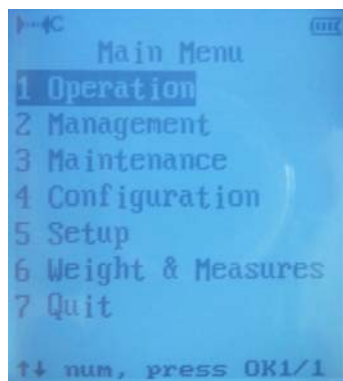 C
Main Menu
1 Operation
2 Management
3 Maintenance
4 Configuration
5 Setup
6 Weight & Measures
7 Quit
↑↓ num, press OK1/1